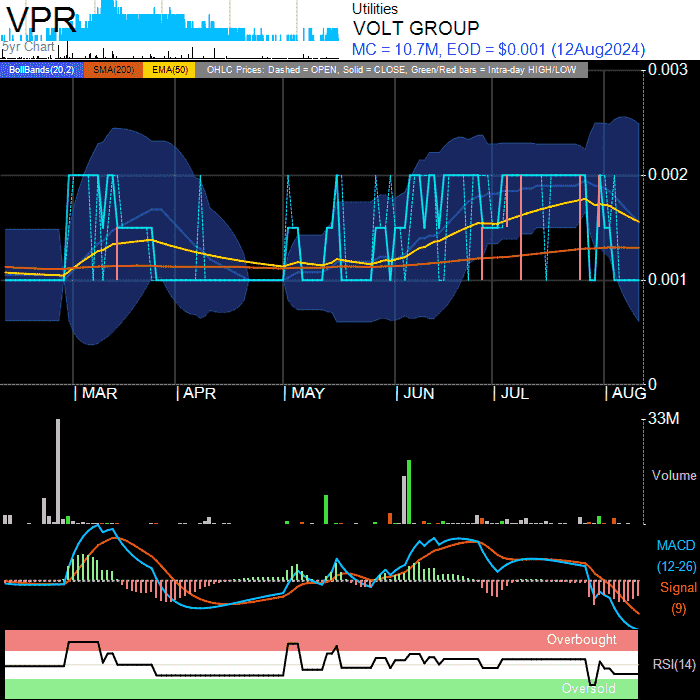 VPR
Utilities
VOLT GROUP
MC = 10.7M, EOD = $0.001 (12Aug2024)
5yr Chart
BollBands(20,2) SMA(200) EMA(50) OHLC Prices: Dashed = OPEN, Solid = CLOSE, Green/Red bars = Intra-day HIGH/LOW
0.003
0.002
0.001
0
MAR APR MAY JUN JUL AUG
33M
Volume
MACD
(12-26)
Signal
(9)
Overbought
RSI(14)
Oversold